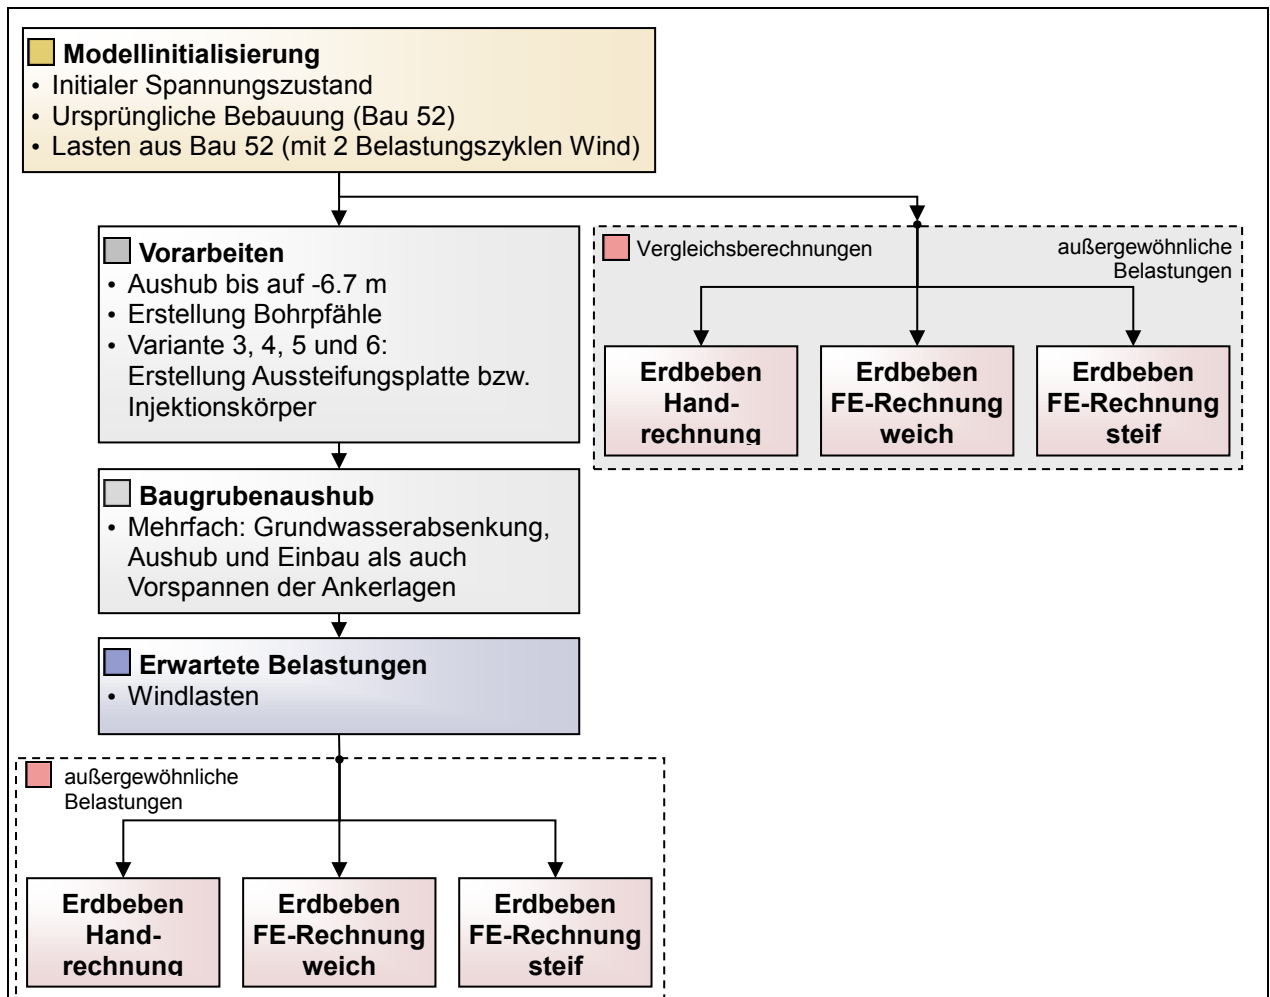 Modellinitialisierung
• Initialer Spannungszustand
• Ursprüngliche Bebauung (Bau 52)
• Lasten aus Bau 52 (mit 2 Belastungszyklen Wind)
Vorarbeiten
• Aushub bis auf -6.7 m
• Erstellung Bohrpfähle
• Variante 3, 4, 5 und 6:
Erstellung Aussteifungsplatte bzw.
Injektionskörper
Vergleichsberechnungen
außergewöhnliche
Belastungen
Erdbeben
Hand-
rechnung
Erdbeben
FE-Rechnung
weich
Erdbeben
FE-Rechnung
steif
Baugrubenaushub
• Mehrfach: Grundwasserabsenkung,
Aushub und Einbau als auch
Vorspannen der Ankerlagen
Erwartete Belastungen
• Windlasten
außergewöhnliche
Belastungen
Erdbeben
Hand-
rechnung
Erdbeben
FE-Rechnung
weich
Erdbeben
FE-Rechnung
steif